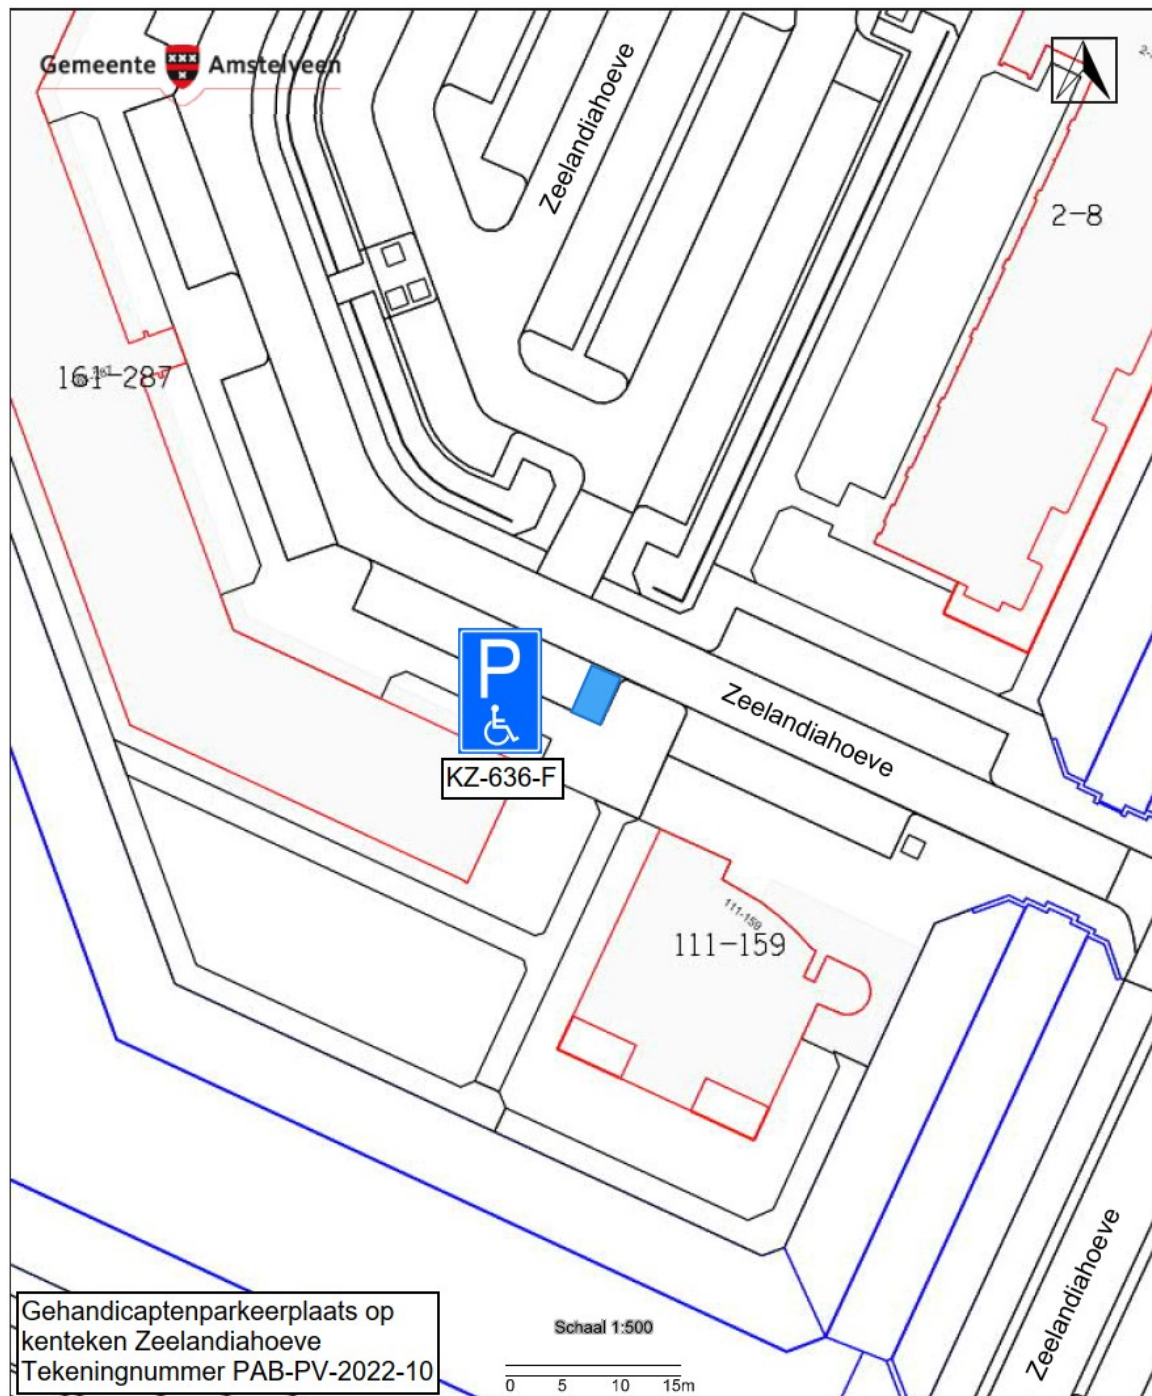 Gemeente Amstelveen
Zeelandiahoeve
2-8
161-287
P
KZ-636-F
Zeelandiahoeve
111-159
111-159
Zeelandiahoeve
Gehandicaptenparkeerplaats op
kenteken Zeelandiahoeve
Tekeningnummer PAB-PV-2022-10
Schaal 1:500
0 5 10 15m